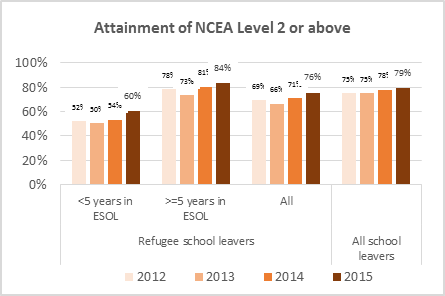 Attainment of NCEA Level 2 or above
100%
80%
60%
40%
20%
0%
52% 50% 54% 60%
78% 73% 81% 84%
69% 66% 71% 76%
75% 75% 78% 79%
<5 years in ESOL
>=5 years in ESOL
All
Refugee school leavers
All school leavers
2012 2013 2014 2015